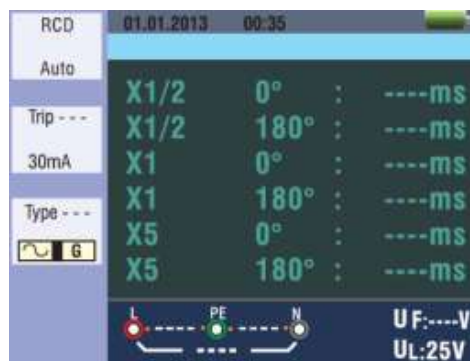 RCD
01.01.2013 00:35
Auto
Trip - - -
30mA
Type - - -
G
X1/2 0° : ----ms
X1/2 180° : ----ms
X1 0° : ----ms
X1 180° : ----ms
X5 0° : ----ms
X5 180° : ----ms
L PE N
UF:----V
UL:25V